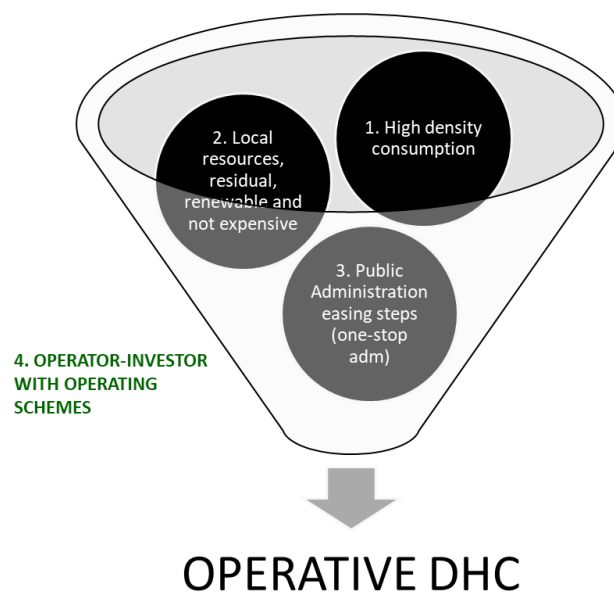 1. High density
consumption
2. Local
resources,
residual,
renewable and
not expensive
3. Public
Administration
easing steps
(one-stop
adm)
4. OPERATOR-INVESTOR
WITH OPERATING
SCHEMES
OPERATIVE DHC